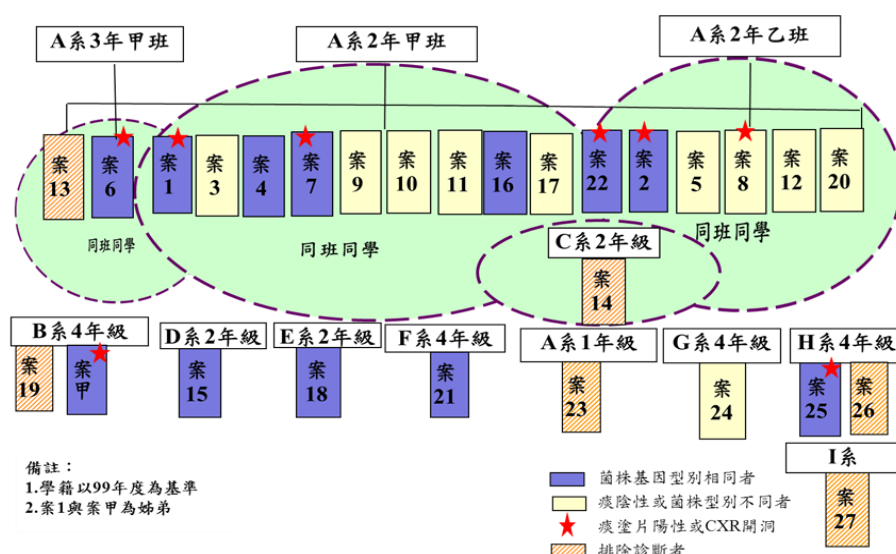 A系3年甲班
A系2年甲班
A系2年乙班
案13
案6
案1
案3
案4
案7
案9
案10
案11
案16
案17
案22
案2
案5
案8
案12
案20
同班同學
同班同學
同班同學
C系2年級
案14
B系4年級
D系2年級
E系2年級
F系4年級
A系1年級
G系4年級
H系4年級
案19
案甲
案15
案18
案21
案23
案24
案25
案26
I系
案27
備註：
1.學籍以99年度為基準
2.案1與案甲為姊弟
菌株基因型別相同者
痰陰性或菌株型別不同者
痰塗片陽性或CXR開洞
排除診斷者